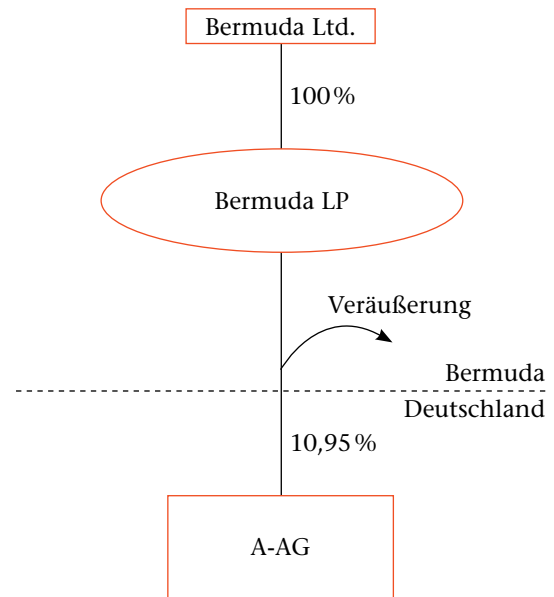 Bermuda Ltd.
100 %
Bermuda LP
Veräußerung
Bermuda
Deutschland
10,95 %
A-AG